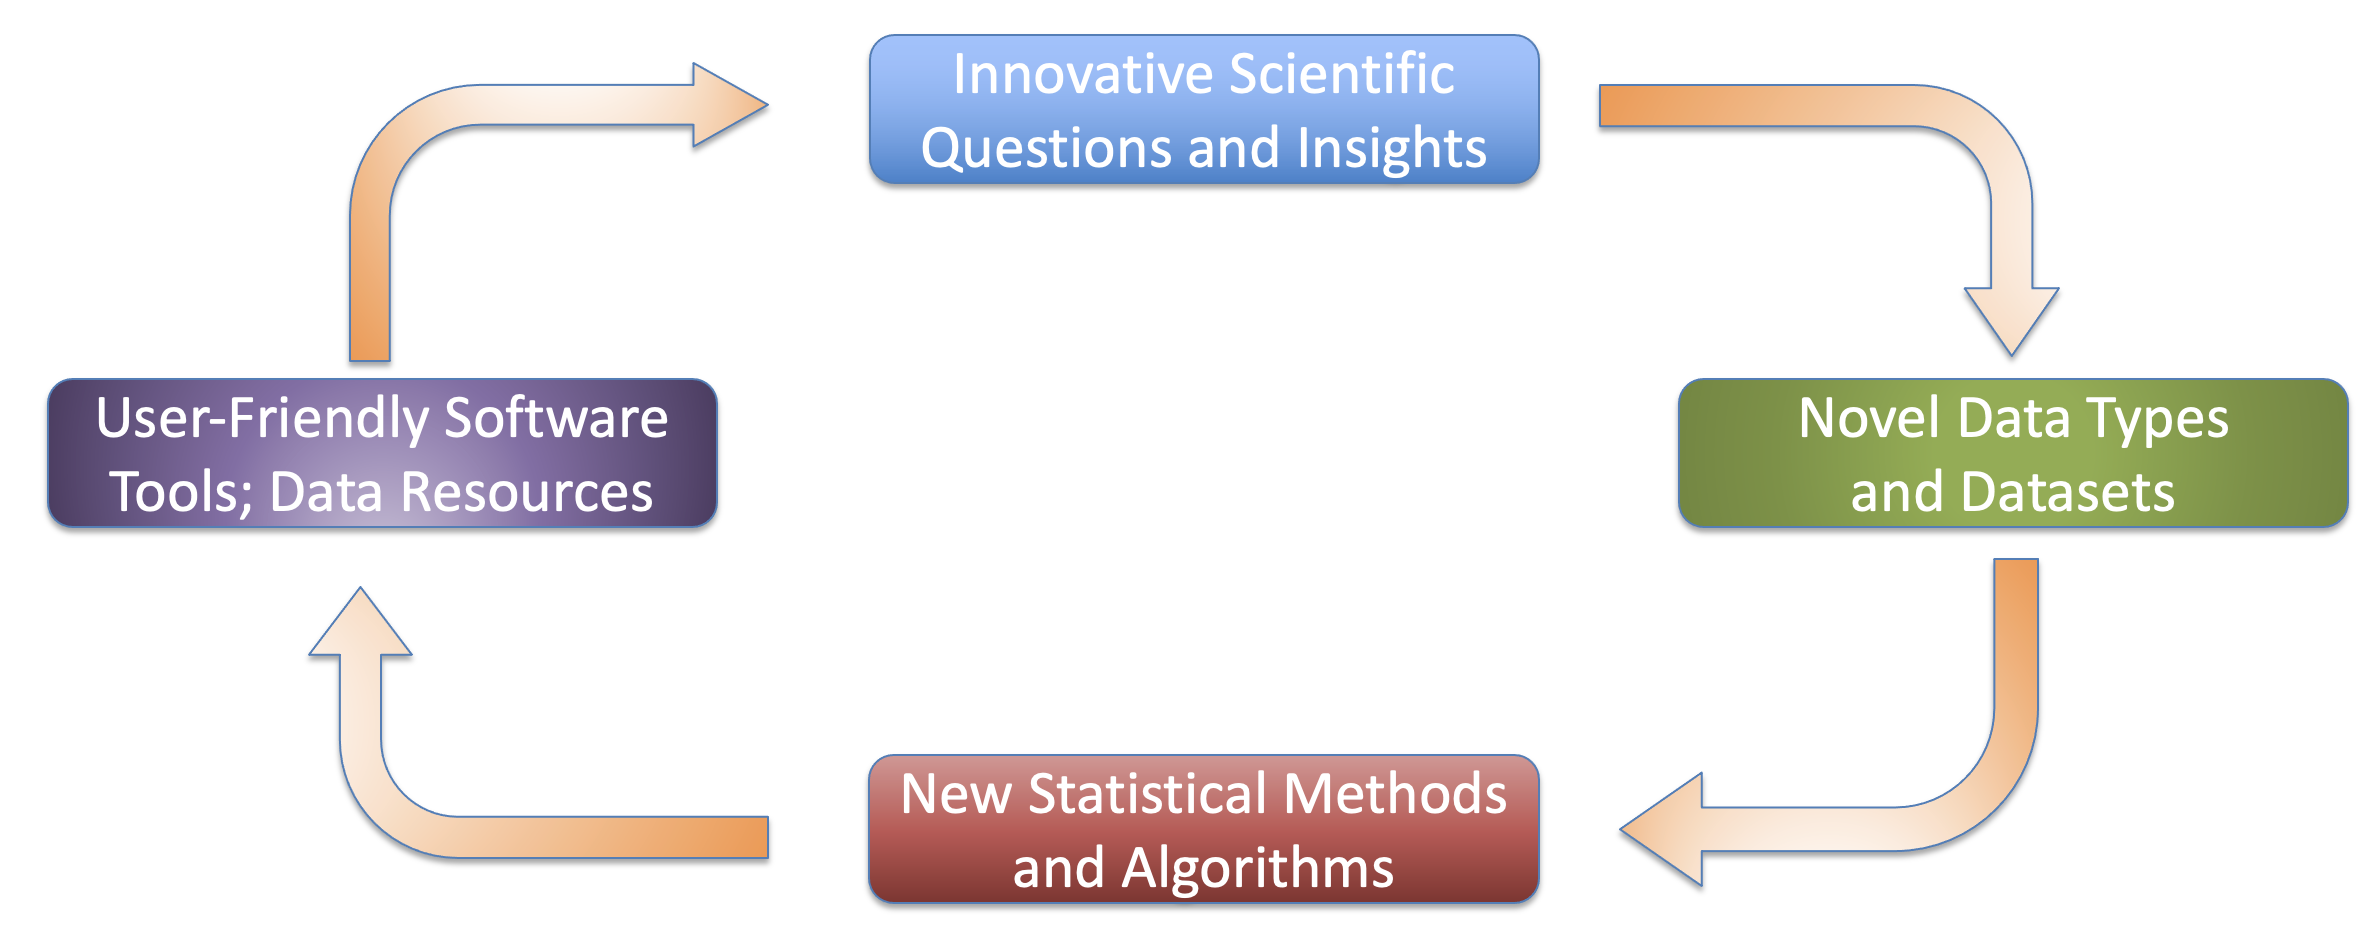 Innovative Scientific
Questions and Insights
User-Friendly Software
Tools; Data Resources
Novel Data Types
and Datasets
New Statistical Methods
and Algorithms